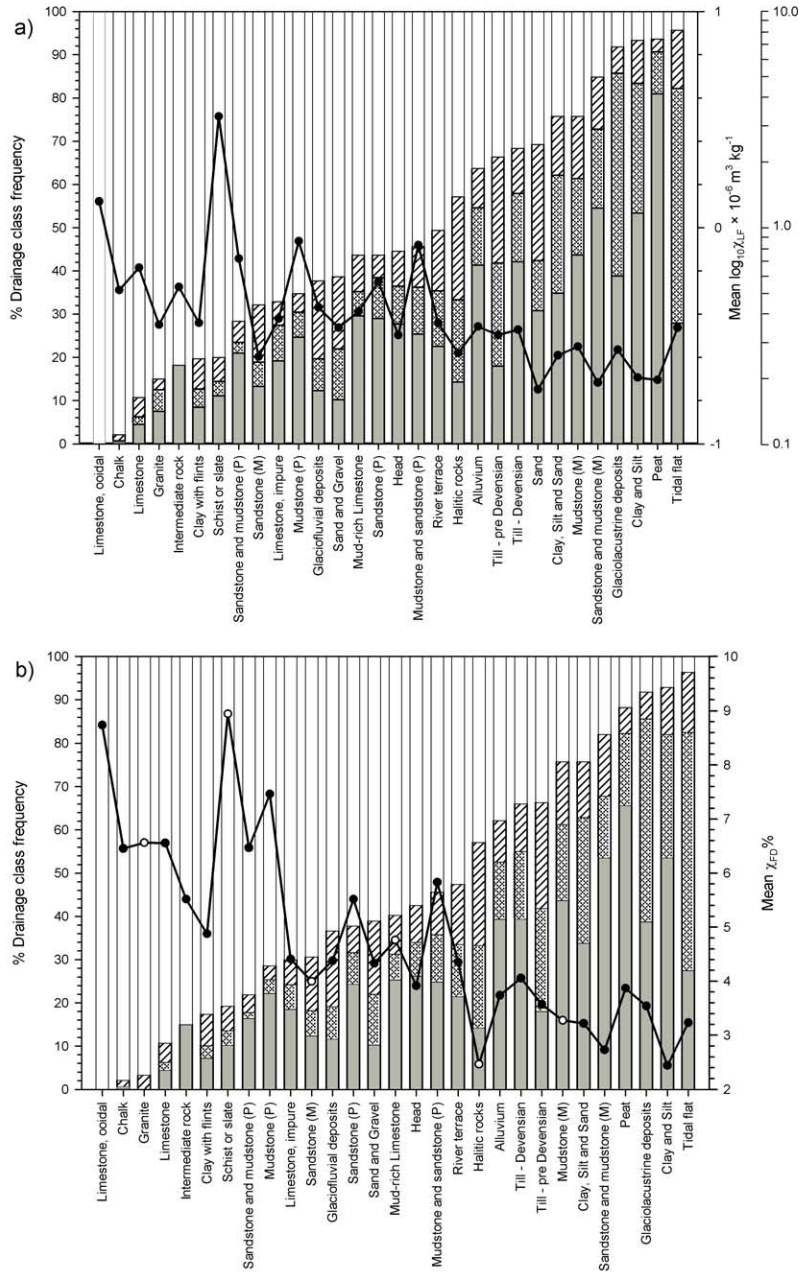 a)
% Drainage class frequency
100
90
80
70
60
50
40
30
20
10
0
1
0
-1
Mean log₁₀χLF × 10⁻⁶ m³ kg⁻¹
10.0
1.0
0.1
Limestone, ooidal
Chalk
Limestone
Granite
Intermediate rock
Clay with flints
Schist or slate
Sandstone and mudstone (P)
Sandstone (M)
Limestone, impure
Mudstone (P)
Glaciofluvial deposits
Sand and Gravel
Mud-rich Limestone
Sandstone (P)
Head
Mudstone and sandstone (P)
River terrace
Halitic rocks
Alluvium
Till - pre Devensian
Till - Devensian
Sand
Clay, Silt and Sand
Mudstone (M)
Sandstone and mudstone (M)
Glaciolacustrine deposits
Clay and Silt
Peat
Tidal flat
b)
% Drainage class frequency
100
90
80
70
60
50
40
30
20
10
0
10
9
8
7
6
5
4
3
2
Mean χFD%
Limestone, ooidal
Chalk
Granite
Limestone
Intermediate rock
Clay with flints
Schist or slate
Sandstone and mudstone (P)
Mudstone (P)
Limestone, impure
Sandstone (M)
Glaciofluvial deposits
Sandstone (P)
Sand and Gravel
Mud-rich Limestone
Head
Mudstone and sandstone (P)
River terrace
Halitic rocks
Alluvium
Till - Devensian
Till - pre Devensian
Mudstone (M)
Clay, Silt and Sand
Sandstone and mudstone (M)
Peat
Glaciolacustrine deposits
Clay and Silt
Tidal flat